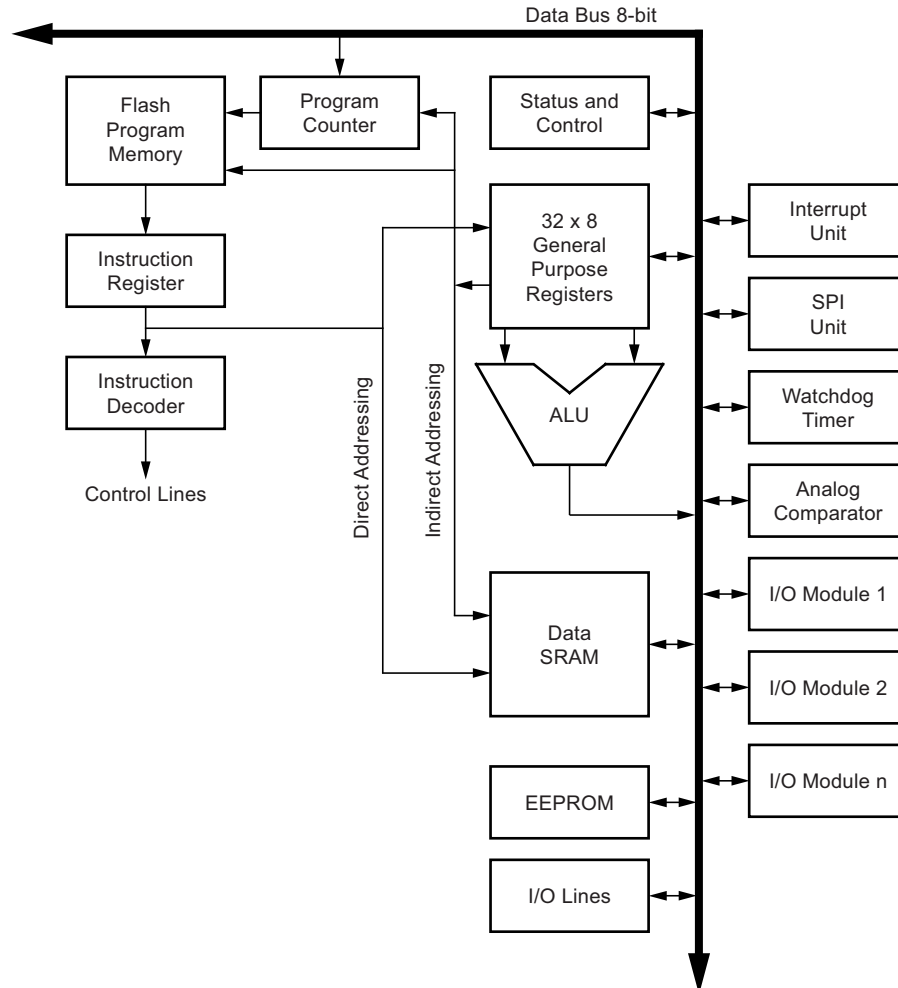 Data Bus 8-bit
Flash
Program
Memory
Program
Counter
Status and
Control
32 x 8
General
Purpose
Registers
Interrupt
Unit
Instruction
Register
SPI
Unit
Instruction
Decoder
ALU
Watchdog
Timer
Control Lines
Direct Addressing
Indirect Addressing
Analog
Comparator
Data
SRAM
I/O Module 1
I/O Module 2
EEPROM
I/O Module n
I/O Lines